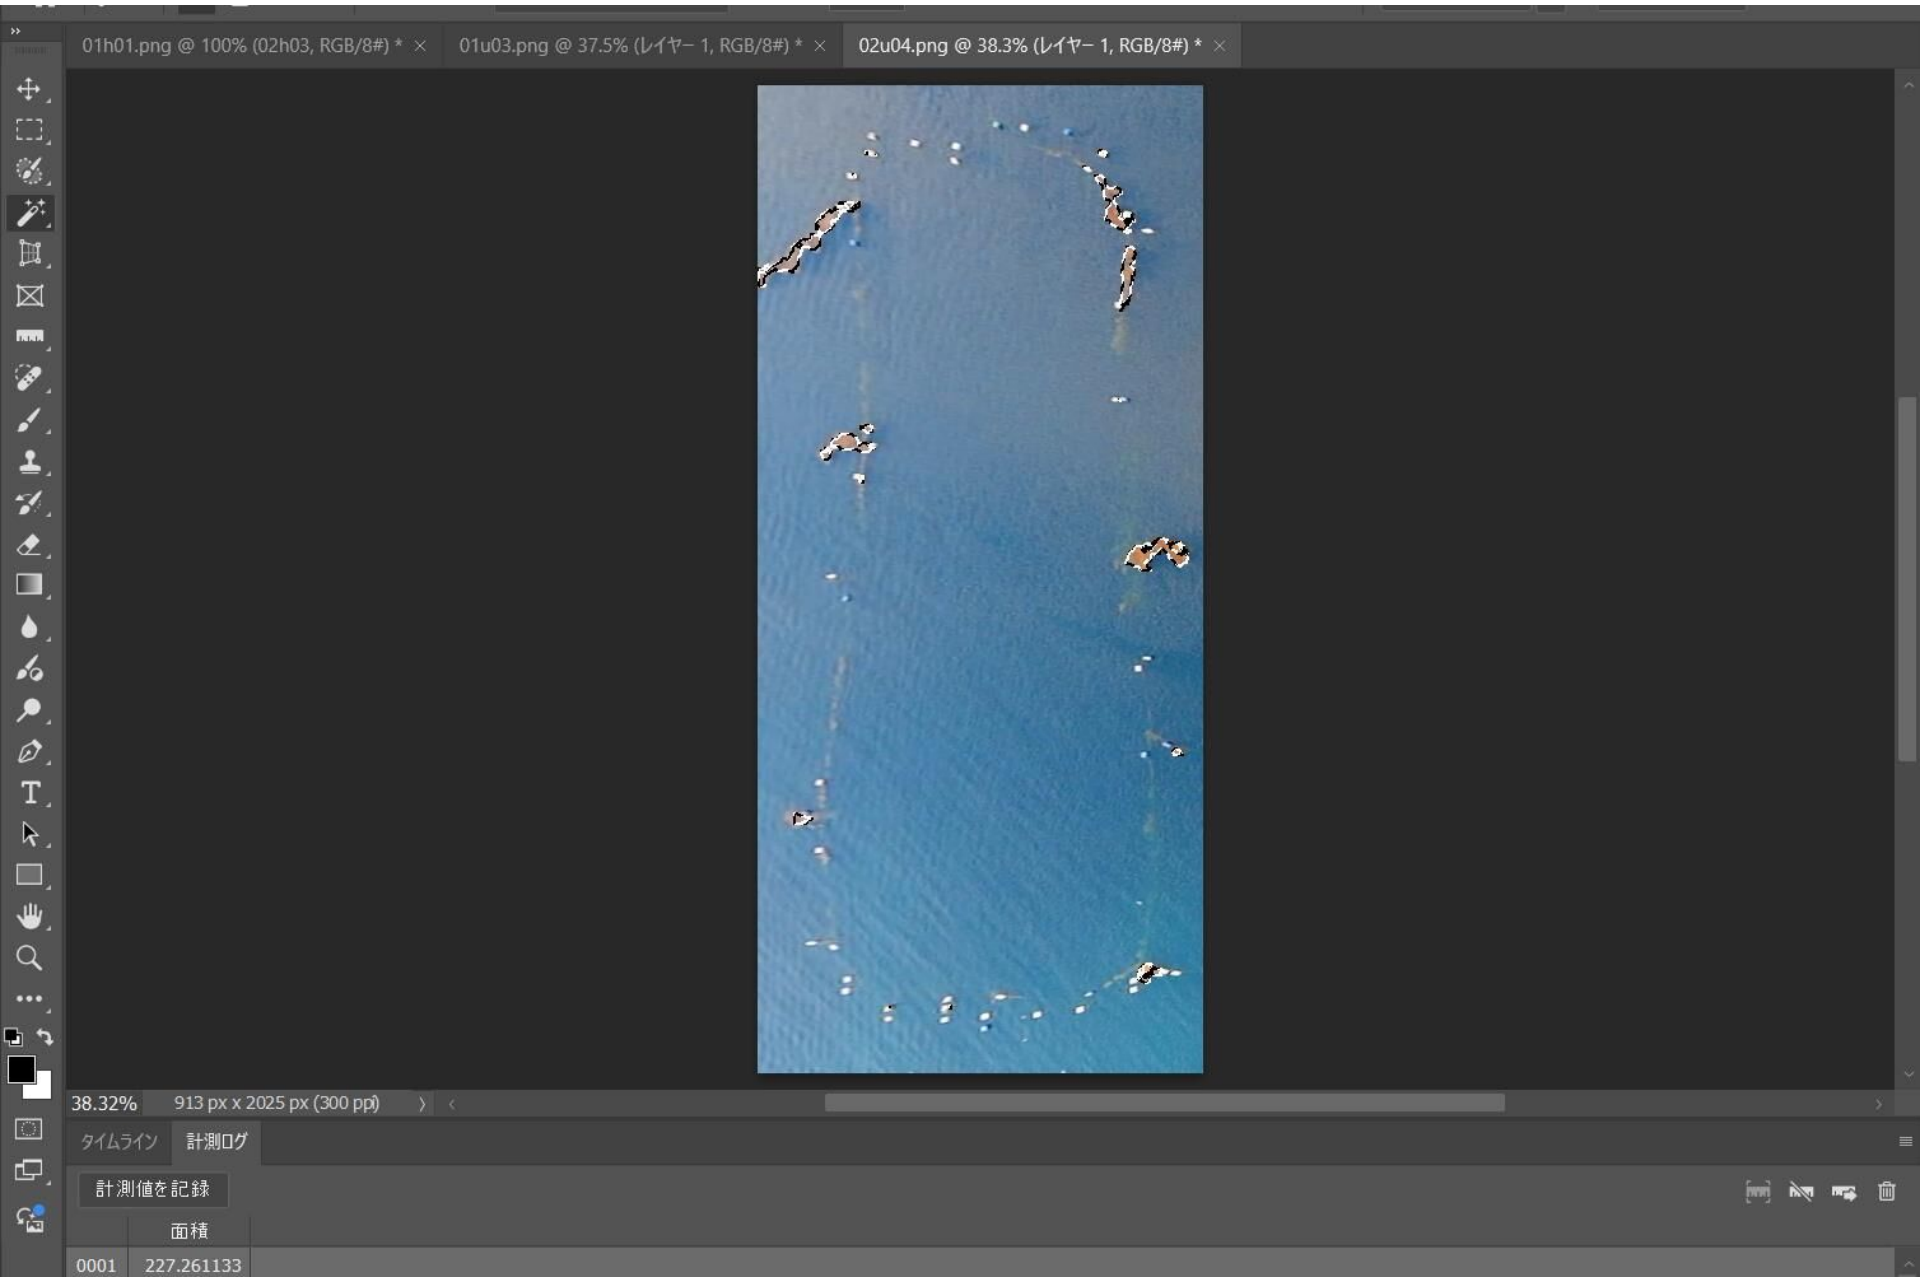 01h01.png @ 100% (02h03, RGB/8#) * ×
01u03.png @ 37.5% (レイヤー 1, RGB/8#) * ×
02u04.png @ 38.3% (レイヤー 1, RGB/8#) * ×
38.32%
913 px x 2025 px (300 ppi)
タイムライン
計測ログ
計測値を記録
面積
0001
227.261133